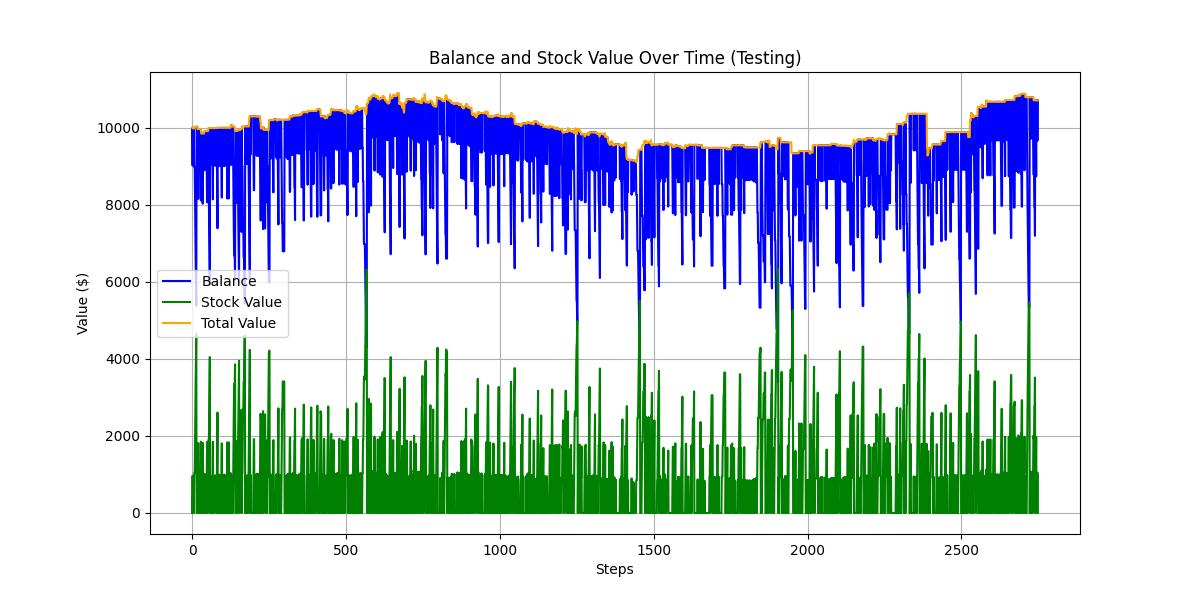 Balance and Stock Value Over Time (Testing)
Value ($)
10000
8000
6000
4000
2000
0
Balance
Stock Value
Total Value
0
500
1000
1500
2000
2500
Steps